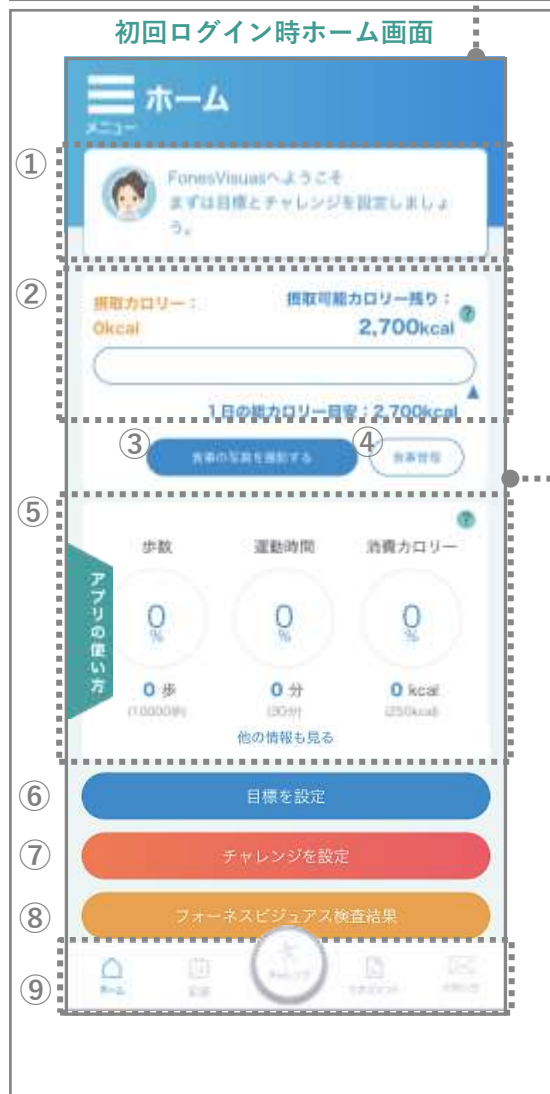 初回ログイン時ホーム画面
ホーム
メニュー
①
FonesVisuasへようこそ
まずは目標とチャレンジを設定しましょ
う。
②
摂取カロリー：
0kcal
摂取可能カロリー残り：
2,700kcal
?
1日の総カロリー目安：2,700kcal
③
食事の写真を撮影する
④
食事管理
⑤
?
歩数
運動時間
消費カロリー
アプリの使い方
0
%
0
%
0
%
0 歩
0 分
0 kcal
(10000歩)
(30分)
(250kcal)
他の情報も見る
⑥
目標を設定
⑦
チャレンジを設定
⑧
フォーネスビジュアス検査結果
⑨
ホーム
記録
チャレンジ
お知らせ